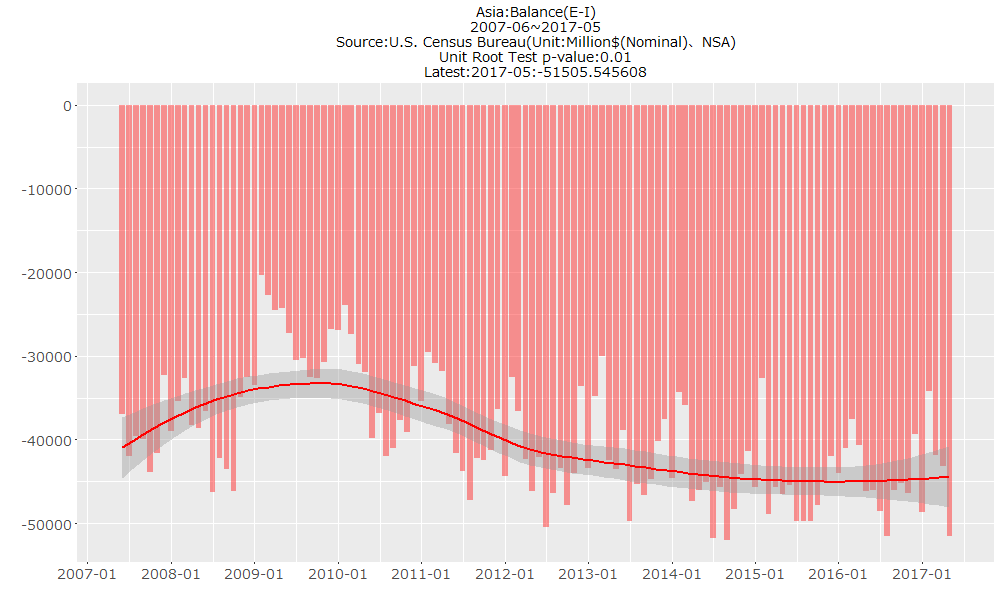 Asia:Balance(E-I)
2007-06~2017-05
Source:U.S. Census Bureau(Unit:Million$(Nominal)、NSA)
Unit Root Test p-value:0.01
Latest:2017-05:-51505.545608
0
-10000
-20000
-30000
-40000
-50000
2007-01 2008-01 2009-01 2010-01 2011-01 2012-01 2013-01 2014-01 2015-01 2016-01 2017-01